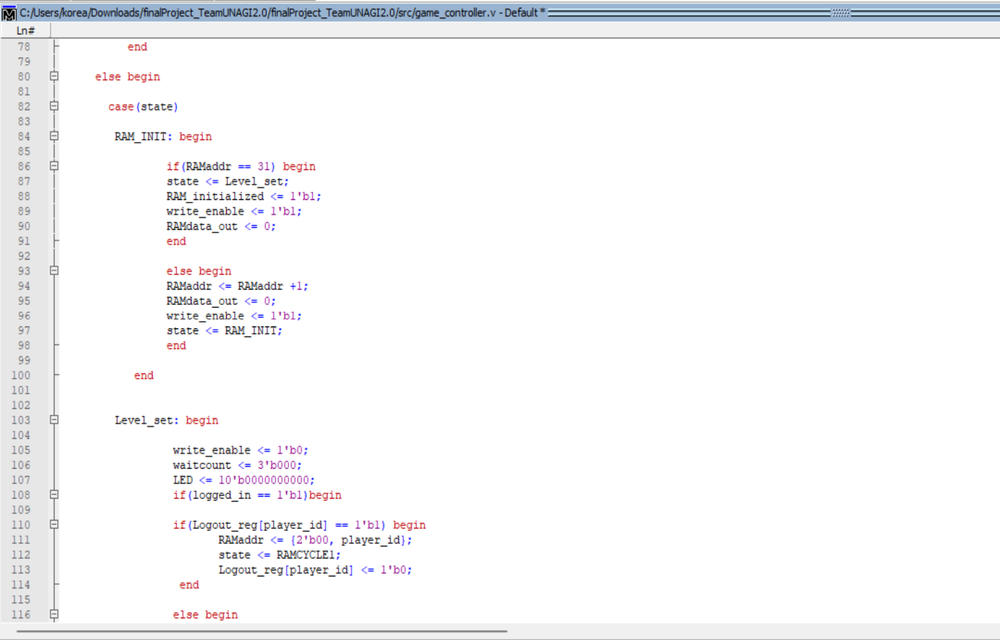 C:/Users/korea/Downloads/finalProject_TeamUNAGI2.0/finalProject_TeamUNAGI2.0/src/game_controller.v - Default *
Ln#
78 end
79
80 else begin
81
82 case(state)
83
84 RAM_INIT: begin
85
86 if(RAMaddr == 31) begin
87 state <= Level_set;
88 RAM_initialized <= 1'b1;
89 write_enable <= 1'b1;
90 RAMdata_out <= 0;
91 end
92
93 else begin
94 RAMaddr <= RAMaddr +1;
95 RAMdata_out <= 0;
96 write_enable <= 1'b1;
97 state <= RAM_INIT;
98 end
99
100 end
101
102
103 Level_set: begin
104
105 write_enable <= 1'b0;
106 waitcount <= 3'b000;
107 LED <= 10'b0000000000;
108 if(logged_in == 1'b1)begin
109
110 if(Logout_reg[player_id] == 1'b1) begin
111 RAMaddr <= {2'b00, player_id};
112 state <= RAMCYCLE1;
113 Logout_reg[player_id] <= 1'b0;
114 end
115
116 else begin